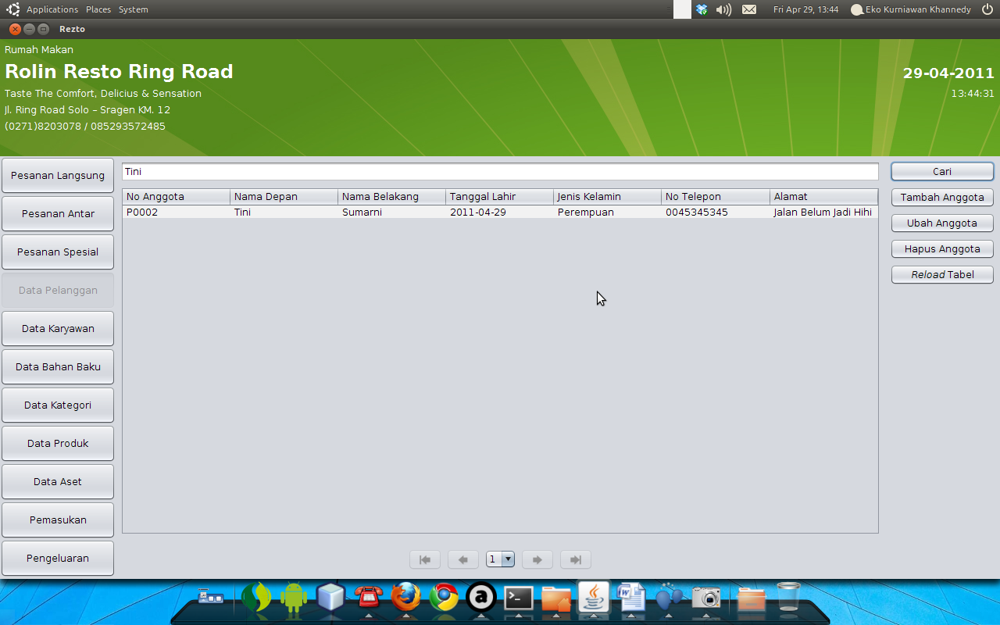 Applications Places System
Fri Apr 29, 13:44
Eko Kurniawan Khannedy
Rezto
Rumah Makan
Rolin Resto Ring Road
Taste The Comfort, Delicius & Sensation
Jl. Ring Road Solo – Sragen KM. 12
(0271)8203078 / 085293572485
29-04-2011
13:44:31
Pesanan Langsung
Pesanan Antar
Pesanan Spesial
Data Pelanggan
Data Karyawan
Data Bahan Baku
Data Kategori
Data Produk
Data Aset
Pemasukan
Pengeluaran
Tini
No Anggota Nama Depan Nama Belakang Tanggal Lahir Jenis Kelamin No Telepon Alamat
P0002 Tini Sumarni 2011-04-29 Perempuan 0045345345 Jalan Belum Jadi Hihi
1
Cari
Tambah Anggota
Ubah Anggota
Hapus Anggota
Reload Tabel